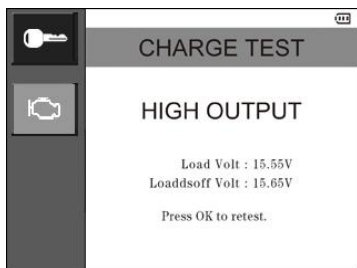 CHARGE TEST
HIGH OUTPUT
Load Volt : 15.55V
Loaddsoff Volt : 15.65V
Press OK to retest.